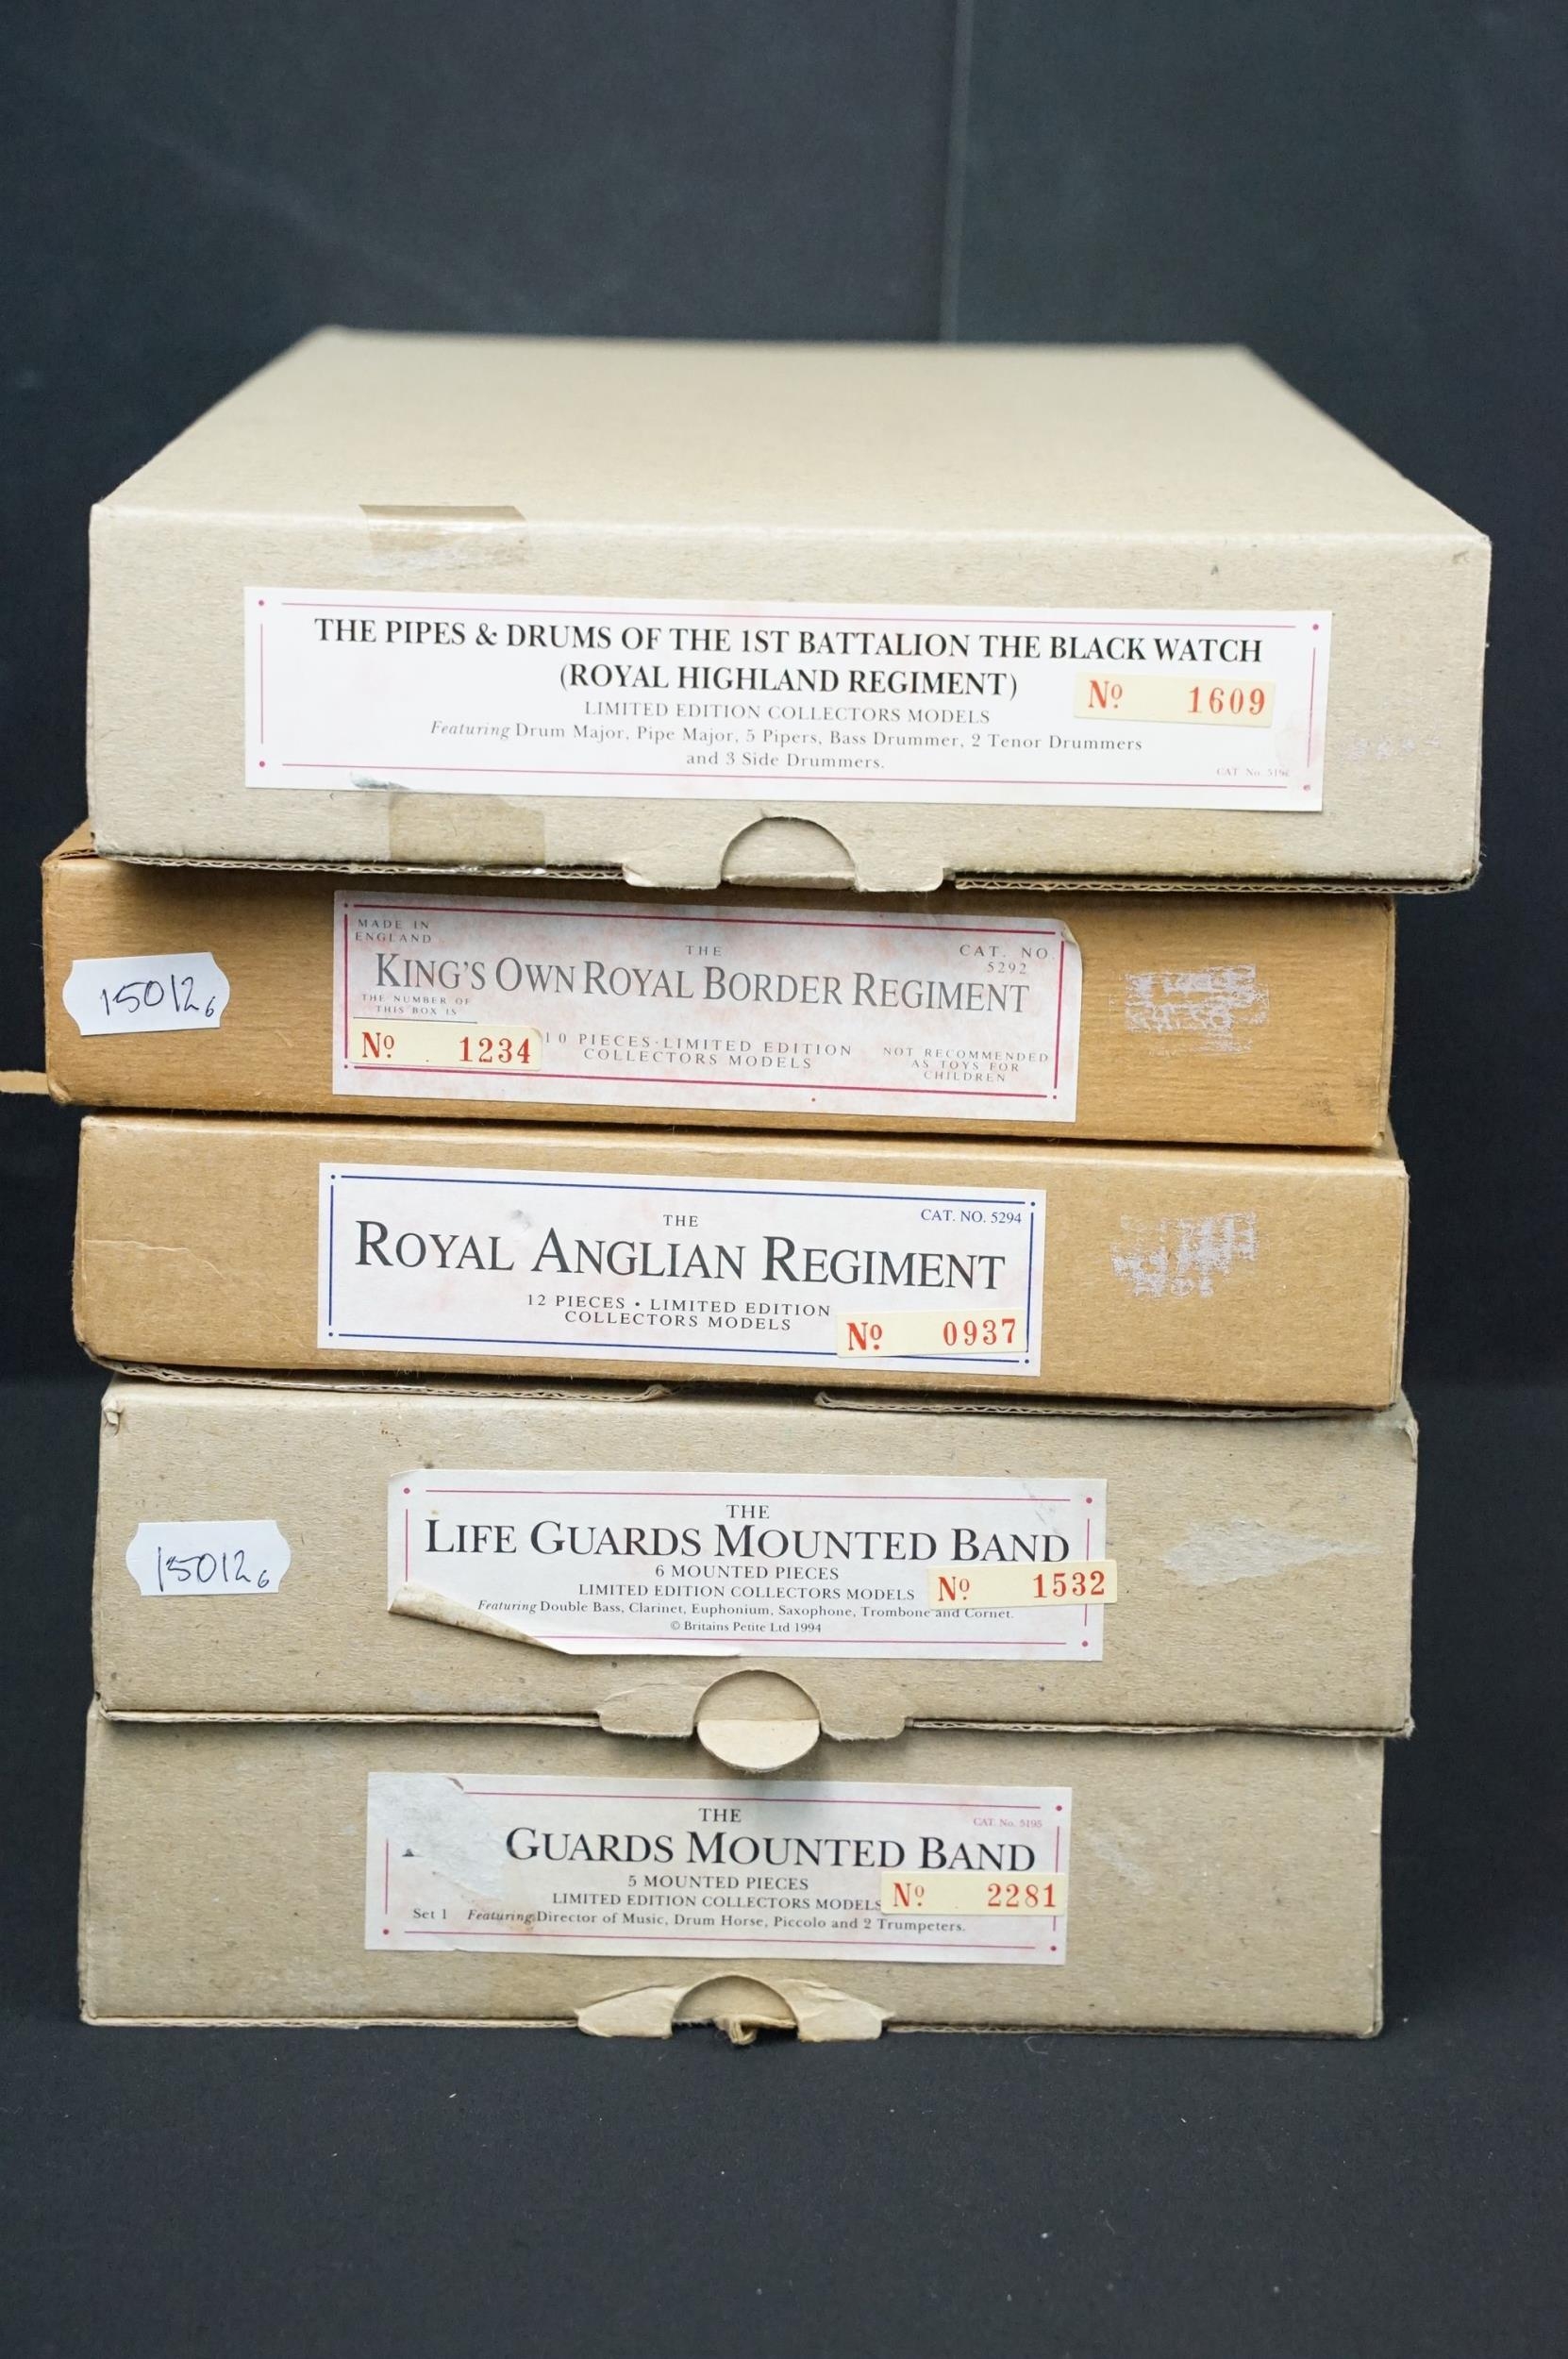 THE PIPES & DRUMS OF THE 1ST BATTALION THE BLACK WATCH
(ROYAL HIGHLAND REGIMENT)
Nº 1609
LIMITED EDITION COLLECTORS MODELS
Featuring Drum Major, Pipe Major, 5 Pipers, Bass Drummer, 2 Tenor Drummers
and 3 Side Drummers.
CAT. No.
MADE IN
ENGLAND
THE
CAT. NO.
5292
KING'S OWN ROYAL BORDER REGIMENT
THE NUMBER OF
THIS BOX IS
Nº 1234
10 PIECES·LIMITED EDITION
COLLECTORS MODELS
NOT RECOMMENDED
AS TOYS FOR
CHILDREN
150126
THE
CAT. NO. 5294
ROYAL ANGLIAN REGIMENT
12 PIECES • LIMITED EDITION
COLLECTORS MODELS
Nº 0937
THE
LIFE GUARDS MOUNTED BAND
6 MOUNTED PIECES
LIMITED EDITION COLLECTORS MODELS
Nº 1532
Featuring Double Bass, Clarinet, Euphonium, Saxophone, Trombone and Cornet.
© Britains Petite Ltd 1994
150126
THE
CAT. No. 5195
GUARDS MOUNTED BAND
5 MOUNTED PIECES
LIMITED EDITION COLLECTORS MODELS
Nº 2281
Set 1 Featuring Director of Music, Drum Horse, Piccolo and 2 Trumpeters.